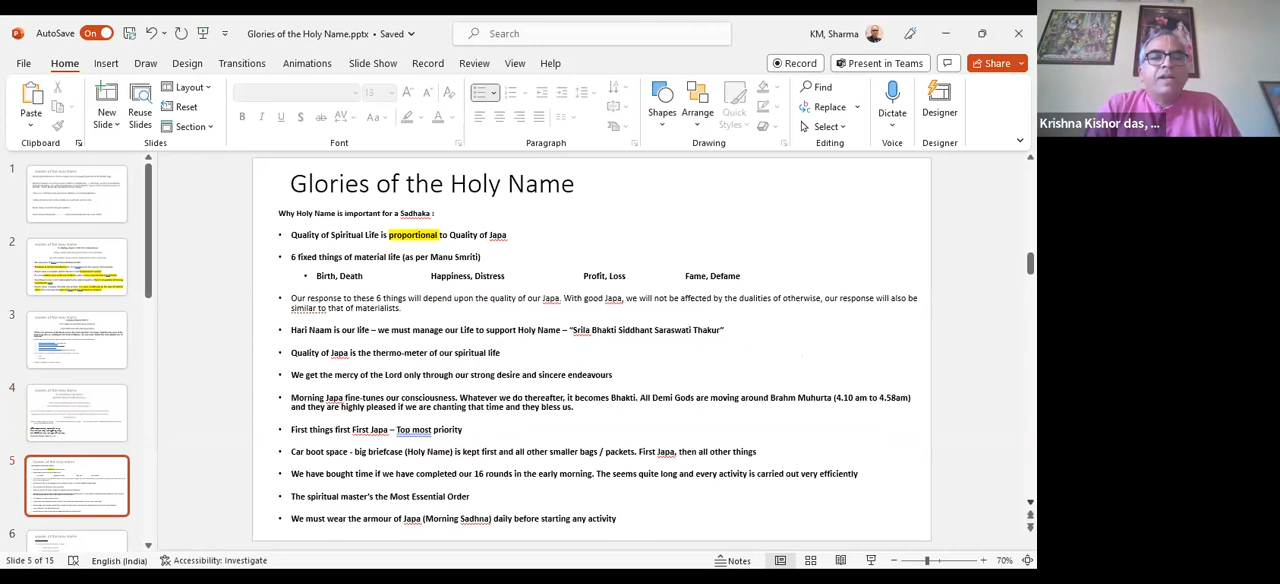 AutoSave On Glories of the Holy Name.pptx • Saved Search KM, Sharma
File Home Insert Draw Design Transitions Animations Slide Show Record Review View Help Record Present in Teams Share
Paste New Slide Reuse Slides Layout Reset Section 13 Aa Shapes Arrange Quick Styles Find Replace Select Dictate Designer
Clipboard Slides Font Paragraph Drawing Editing Voice Designer
Krishna Kishor das, ...
1
2
3
4
5
6
Glories of the Holy Name
Why Holy Name is important for a Sadhaka :
• Quality of Spiritual Life is proportional to Quality of Japa
• 6 fixed things of material life (as per Manu Smriti)
• Birth, Death Happiness, Distress Profit, Loss Fame, Defame
• Our response to these 6 things will depend upon the quality of our Japa. With good Japa, we will not be affected by the dualities of otherwise, our response will also be
similar to that of materialists.
• Hari Naam is our life – we must manage our Life to serve the Holy Name – “Srila Bhakti Siddhant Saraswati Thakur”
• Quality of Japa is the thermo-meter of our spiritual life
• We get the mercy of the Lord only through our strong desire and sincere endeavours
• Morning Japa fine-tunes our consciousness. Whatever we to thereafter, it becomes Bhakti. All Demi Gods are moving around Brahm Muhurta (4.10 am to 4.58am)
and they are highly pleased if we are chanting that time and they bless us.
• First things first First Japa – Top most priority
• Car boot space - big briefcase (Holy Name) is kept first and all other smaller bags / packets. First Japa, then all other things
• We have bought time if we have completed our rounds in the early morning. The seems quite long and every activity is carried out very efficiently
• The spiritual master’s the Most Essential Order
• We must wear the armour of Japa (Morning Sadhna) daily before starting any activity
Slide 5 of 15 English (India) Accessibility: Investigate Notes 70%